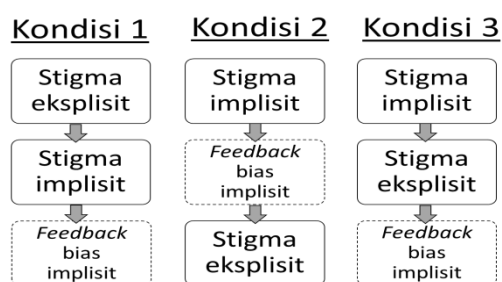 Kondisi 1
Stigma
eksplisit
Stigma
implisit
Feedback
bias
implisit
Kondisi 2
Stigma
implisit
Feedback
bias
implisit
Stigma
eksplisit
Kondisi 3
Stigma
implisit
Stigma
eksplisit
Feedback
bias
implisit